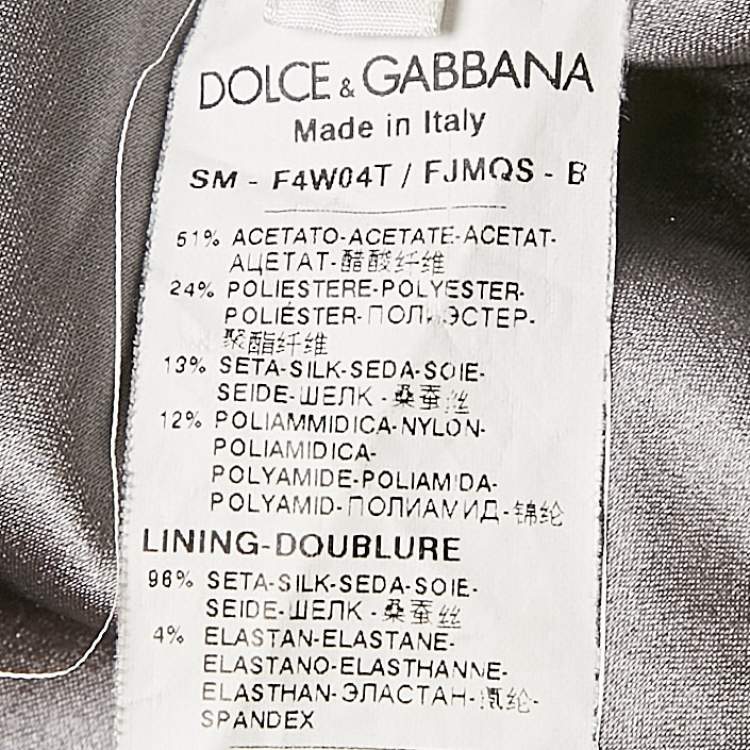 DOLCE & GABBANA
Made in Italy
SM - F4W04T / FJMQS - B
51% ACETATO-ACETATE-ACETAT-
АЦЕТАТ-醋酸纤维
24% POLIESTERE-POLYESTER-
POLIÉSTER-ПОЛИЭСТЕР-
聚酯纤维
13% SETA-SILK-SEDA-SOIE-
SEIDE-ШЕЛК-桑蚕丝
12% POLIAMMIDICA-NYLON-
POLIAMIDICA-
POLYAMIDE-POLIAMIDA-
POLYAMID-ПОЛИАМИД-锦纶
LINING-DOUBLURE
96% SETA-SILK-SEDA-SOIE-
SEIDE-ШЕЛК-桑蚕丝
4% ELASTAN-ELASTANE-
ELASTANO-ELASTHANNE-
ELASTHAN-ЭЛАСТАН-氨纶-
SPANDEX